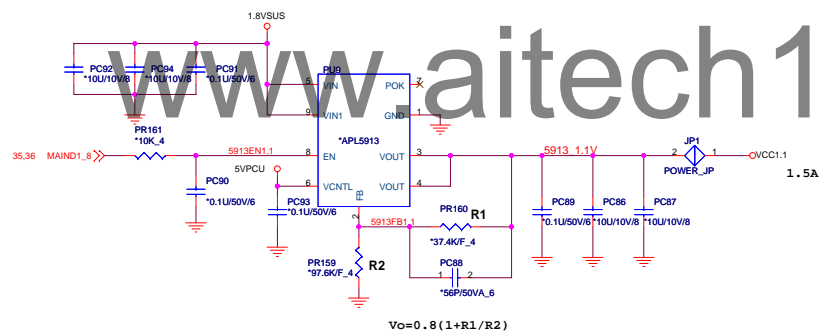 1.8VSUS
www.aitech1
PC92
*10U/10V/8
PC94
*10U/10V/8
PC91
*0.1U/50V/6
PU9
5
VIN
POK
7
9
VIN1
GND
1
*APL5913
PR161
*10K_4
35,36
MAIND1_8
5913EN1.1
8
EN
VOUT
3
5913_1.1V
2
JP1
1
VCC1.1
POWER_JP
1.5A
5VPCU
6
VCNTL
VOUT
4
FB
2
PC90
*0.1U/50V/6
PC93
*0.1U/50V/6
5913FB1.1
PR160
R1
*37.4K/F_4
PC89
*0.1U/50V/6
PC86
*10U/10V/8
PC87
*10U/10V/8
PR159
*97.6K/F_4
R2
PC88
1
2
*56P/50VA_6
Vo=0.8(1+R1/R2)